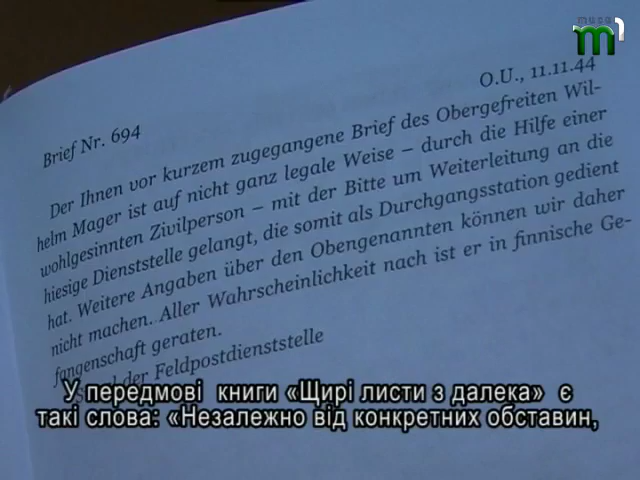 тиса
m1
Brief Nr. 694
O.U., 11.11.44
Der Ihnen vor kurzem zugegangene Brief des Obergefreiten Wil-
helm Mager ist auf nicht ganz legale Weise – durch die Hilfe einer
wohlgesinnten Zivilperson – mit der Bitte um Weiterleitung an die
hiesige Dienststelle gelangt, die somit als Durchgangsstation gedient
hat. Weitere Angaben über den Obengenannten können wir daher
nicht machen. Aller Wahrscheinlichkeit nach ist er in finnische Ge-
fangenschaft geraten.
der Feldpostdienststelle
У передмові книги «Щирі листи з далека» є
такі слова: «Незалежно від конкретних обставин,